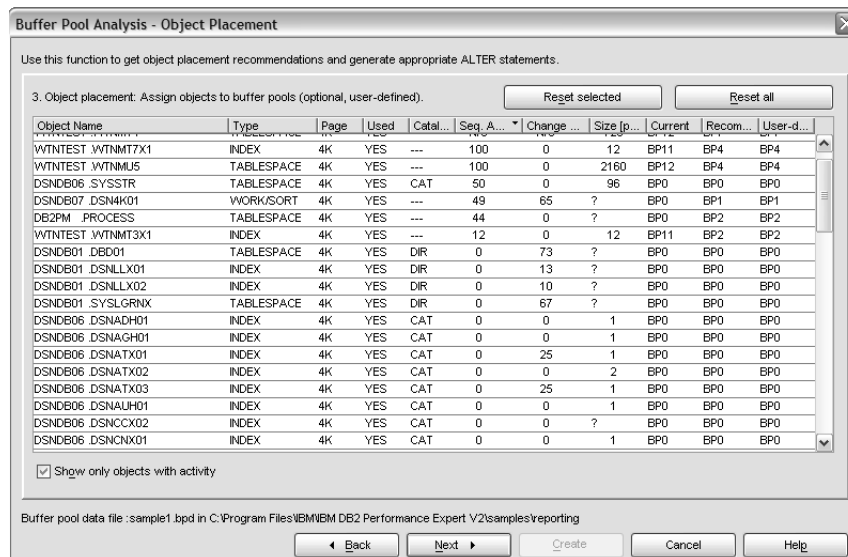 Buffer Pool Analysis - Object Placement
Use this function to get object placement recommendations and generate appropriate ALTER statements.
3. Object placement: Assign objects to buffer pools (optional, user-defined). Reset selected Reset all
Object Name Type Page Used Catal... Seq. A... Change ... Size [p... Current Recom... User-d...
WTNTEST .WTNMT7X1 INDEX 4K YES --- 100 0 12 BP11 BP4 BP4
WTNTEST .WTNMU5 TABLESPACE 4K YES --- 100 0 2160 BP12 BP4 BP4
DSNDB06 .SYSSTR TABLESPACE 4K YES CAT 50 0 96 BP0 BP0 BP0
DSNDB07 .DSN4K01 WORK/SORT 4K YES --- 49 65 ? BP0 BP1 BP1
DB2PM .PROCESS TABLESPACE 4K YES --- 44 0 ? BP0 BP2 BP2
WTNTEST .WTNMT3X1 INDEX 4K YES --- 12 0 12 BP11 BP2 BP2
DSNDB01 .DBD01 TABLESPACE 4K YES DIR 0 73 ? BP0 BP0 BP0
DSNDB01 .DSNLLX01 INDEX 4K YES DIR 0 13 ? BP0 BP0 BP0
DSNDB01 .DSNLLX02 INDEX 4K YES DIR 0 10 ? BP0 BP0 BP0
DSNDB01 .SYSLGRNX TABLESPACE 4K YES DIR 0 67 ? BP0 BP0 BP0
DSNDB06 .DSNADH01 INDEX 4K YES CAT 0 0 1 BP0 BP0 BP0
DSNDB06 .DSNAGH01 INDEX 4K YES CAT 0 0 1 BP0 BP0 BP0
DSNDB06 .DSNATX01 INDEX 4K YES CAT 0 25 1 BP0 BP0 BP0
DSNDB06 .DSNATX02 INDEX 4K YES CAT 0 0 2 BP0 BP0 BP0
DSNDB06 .DSNATX03 INDEX 4K YES CAT 0 25 1 BP0 BP0 BP0
DSNDB06 .DSNAUH01 INDEX 4K YES CAT 0 0 1 BP0 BP0 BP0
DSNDB06 .DSNCCX02 INDEX 4K YES CAT 0 0 ? BP0 BP0 BP0
DSNDB06 .DSNCNX01 INDEX 4K YES CAT 0 0 1 BP0 BP0 BP0
Show only objects with activity
Buffer pool data file :sample1.bpd in C:\Program Files\IBM\IBM DB2 Performance Expert V2\samples\reporting
Back Next Create Cancel Help